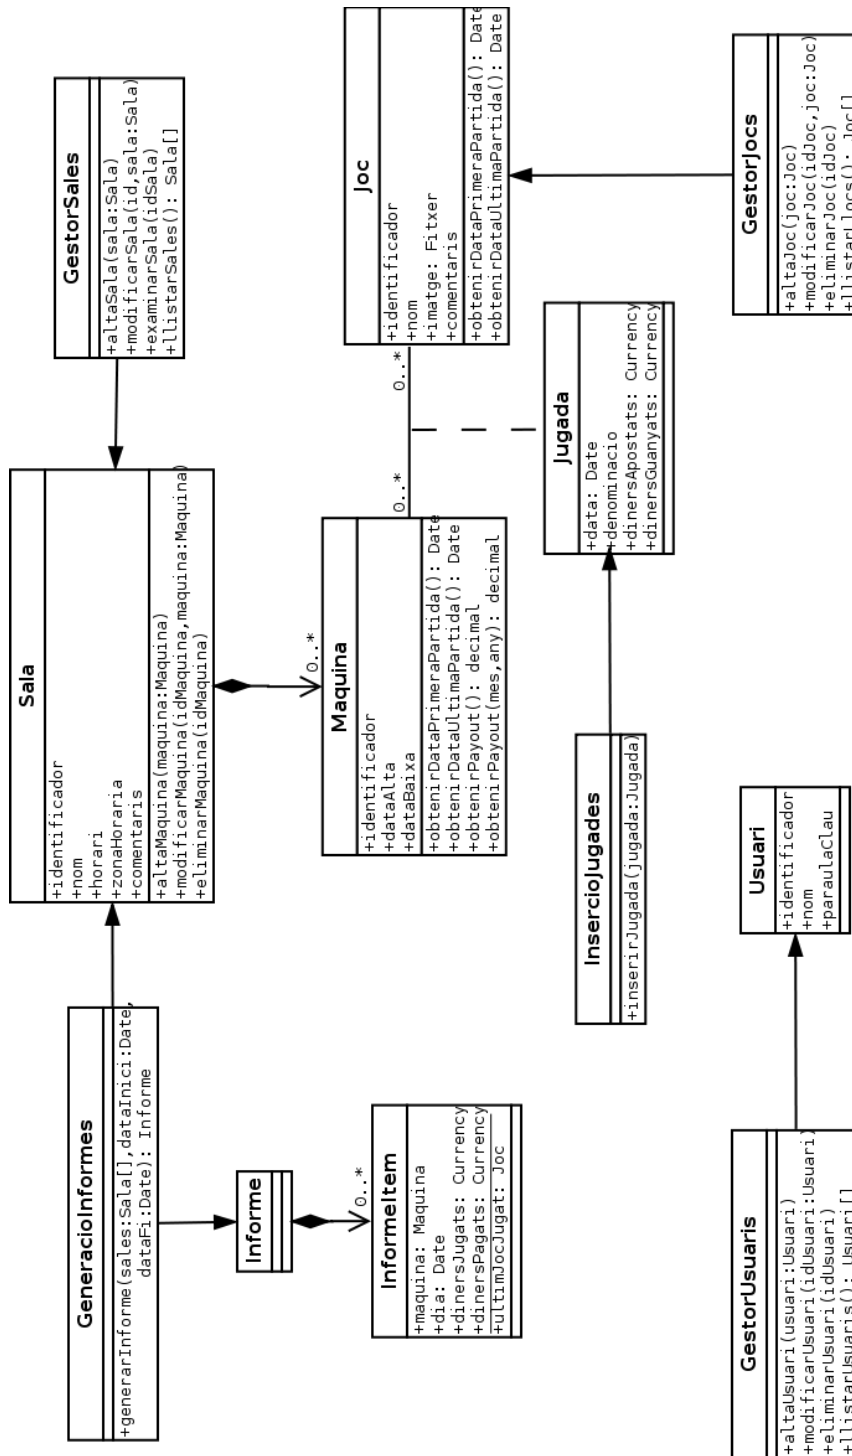 GeneracioInformes
+generarInforme(sales:Sala[],dataInici:Date,
dataFi:Date): Informe
Informe
0..*
InformeItem
+maquina: Maquina
+dia: Date
+dinersJugats: Currency
+dinersPagats: Currency
+ultimJocJugat: Joc
Sala
+identificador
+nom
+horari
+zonaHoraria
+comentaris
+altaMaquina(maquina:Maquina)
+modificarMaquina(idMaquina,maquina:Maquina)
+eliminarMaquina(idMaquina)
0..*
GestorSales
+altaSala(sala:Sala)
+modificarSala(id,sala:Sala)
+examinarSala(idSala)
+llistarSales(): Sala[]
Maquina
+identificador
+dataAlta
+dataBaixa
+obtenirDataPrimeraPartida(): Date
+obtenirDataUltimaPartida(): Date
+obtenirPayout(): decimal
+obtenirPayout(mes,any): decimal
0..*
0..*
Joc
+identificador
+nom
+imatge: Fitxer
+comentaris
+obtenirDataPrimeraPartida(): Date
+obtenirDataUltimaPartida(): Date
InsercioJugades
+inserirJugada(jugada:Jugada)
Jugada
+data: Date
+denominacio
+dinersApostats: Currency
+dinersGuanyats: Currency
GestorUsuaris
+altaUsuari(usuari:Usuari)
+modificarUsuari(idUsuari:Usuari)
+eliminarUsuari(idUsuari)
+llistarUsuaris(): Usuari[]
Usuari
+identificador
+nom
+paraulaClau
GestorJocs
+altaJoc(joc:Joc)
+modificarJoc(idJoc,joc:Joc)
+eliminarJoc(idJoc)
+llistarJocs(): Joc[]